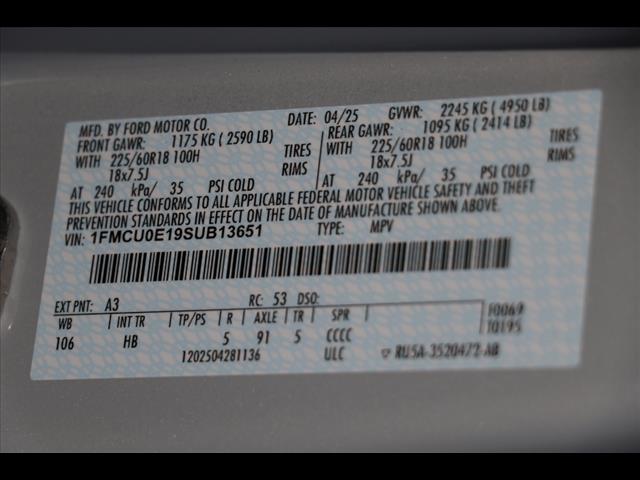 MFD. BY FORD MOTOR CO.
DATE: 04/25 GVWR: 2245 KG ( 4950 LB)
FRONT GAWR: 1175 KG ( 2590 LB)
REAR GAWR: 1095 KG ( 2414 LB)
WITH 225/60R18 100H TIRES
WITH 225/60R18 100H TIRES
18x7.5J RIMS
18x7.5J RIMS
AT 240 kPa/ 35 PSI COLD
AT 240 kPa/ 35 PSI COLD
THIS VEHICLE CONFORMS TO ALL APPLICABLE FEDERAL MOTOR VEHICLE SAFETY AND THEFT
PREVENTION STANDARDS IN EFFECT ON THE DATE OF MANUFACTURE SHOWN ABOVE.
VIN: 1FMCU0E19SUB13651 TYPE: MPV
EXT PNT: A3 RC: 53 DSO:
WB INT TR TP/PS R AXLE TR SPR
106 HB 5 91 5 CCCC
F0069
T0195
1202504281136 ULC RU5A-3520472-AB